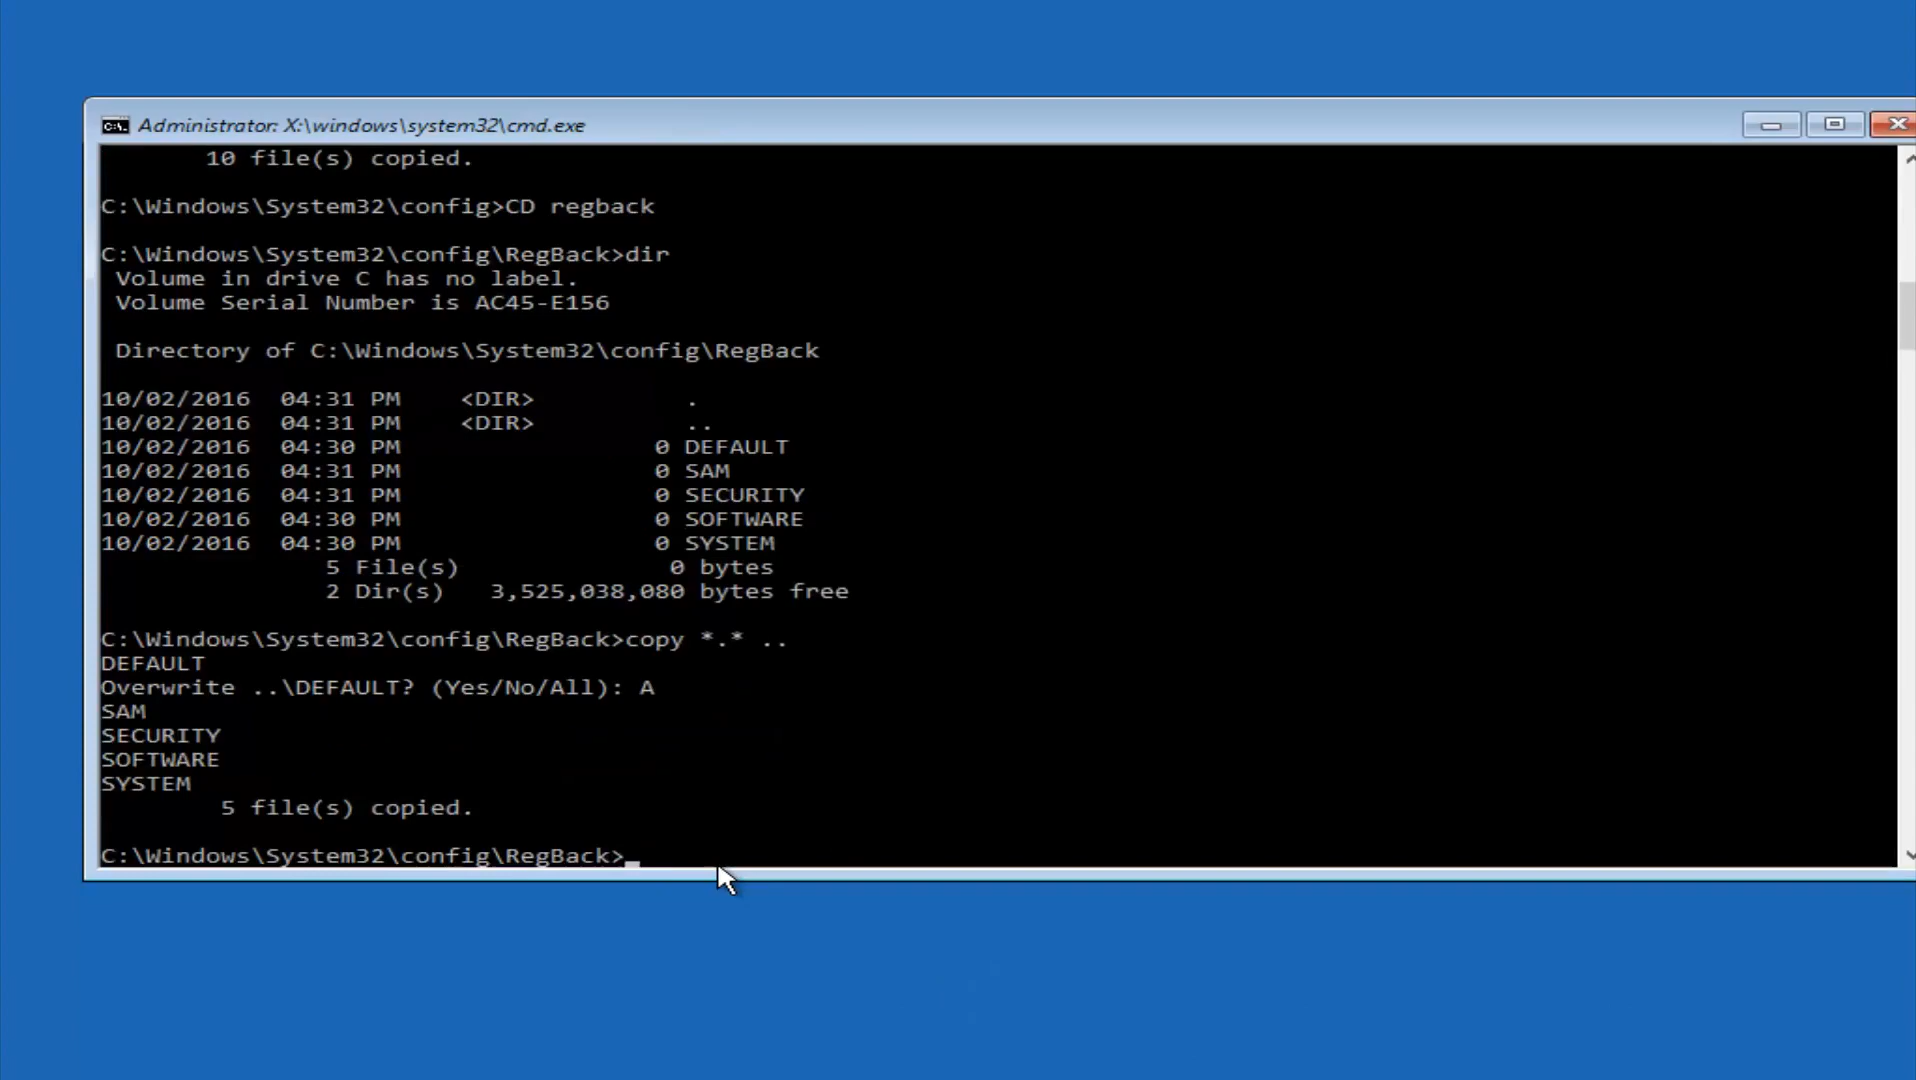 Administrator: X:\windows\system32\cmd.exe
10 file(s) copied.
C:\Windows\System32\config>CD regback
C:\Windows\System32\config\RegBack>dir
Volume in drive C has no label.
Volume Serial Number is AC45-E156
Directory of C:\Windows\System32\config\RegBack
10/02/2016 04:31 PM <DIR> .
10/02/2016 04:31 PM <DIR> ..
10/02/2016 04:30 PM 0 DEFAULT
10/02/2016 04:31 PM 0 SAM
10/02/2016 04:31 PM 0 SECURITY
10/02/2016 04:30 PM 0 SOFTWARE
10/02/2016 04:30 PM 0 SYSTEM
5 File(s) 0 bytes
2 Dir(s) 3,525,038,080 bytes free
C:\Windows\System32\config\RegBack>copy *.* ..
DEFAULT
Overwrite ..\DEFAULT? (Yes/No/All): A
SAM
SECURITY
SOFTWARE
SYSTEM
5 file(s) copied.
C:\Windows\System32\config\RegBack>_